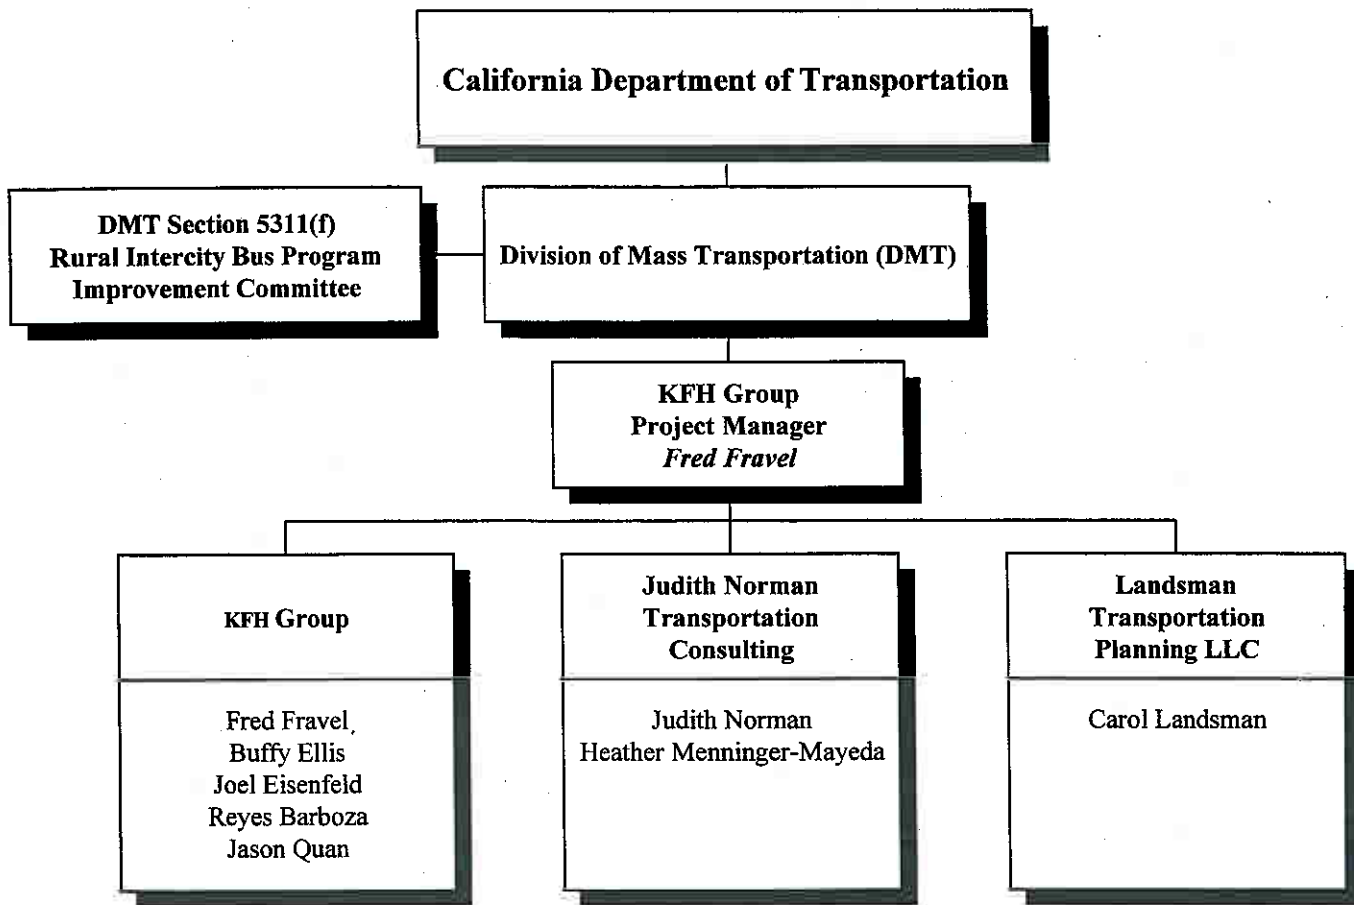 California Department of Transportation
DMT Section 5311(f)
Rural Intercity Bus Program
Improvement Committee
Division of Mass Transportation (DMT)
KFH Group
Project Manager
Fred Fravel
KFH Group
Fred Fravel
Buffy Ellis
Joel Eisenfeld
Reyes Barboza
Jason Quan
Judith Norman
Transportation
Consulting
Judith Norman
Heather Menninger-Mayeda
Landsman
Transportation
Planning LLC
Carol Landsman